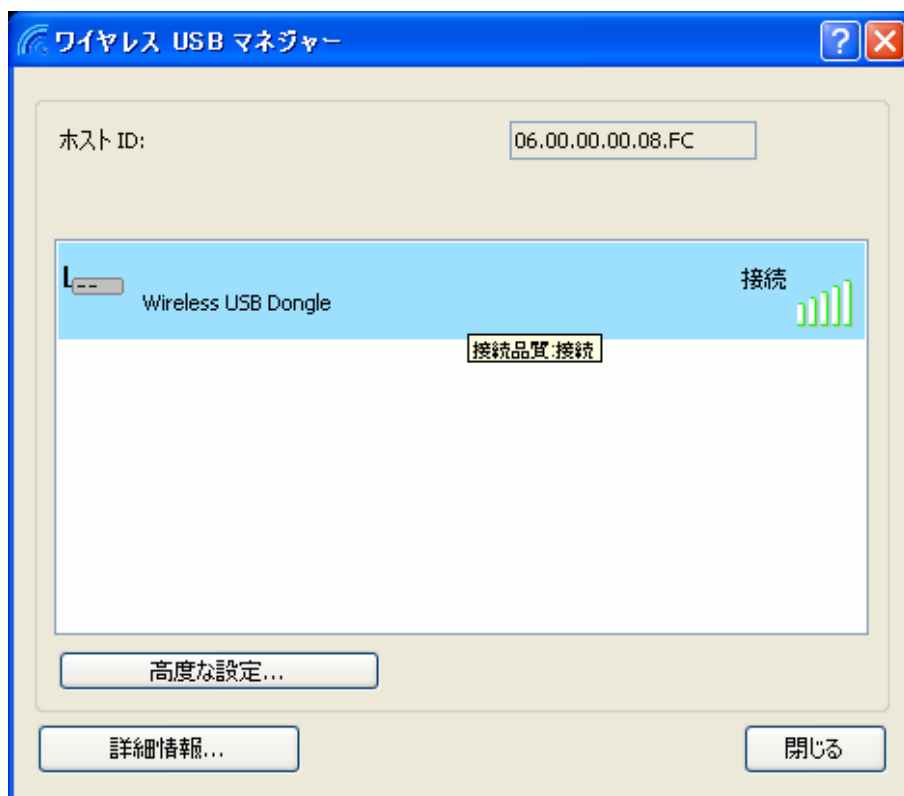 ワイヤレス USB マネジャー
ホスト ID:
06.00.00.00.08.FC
接続
Wireless USB Dongle
接続品質:接続
高度な設定...
詳細情報...
閉じる